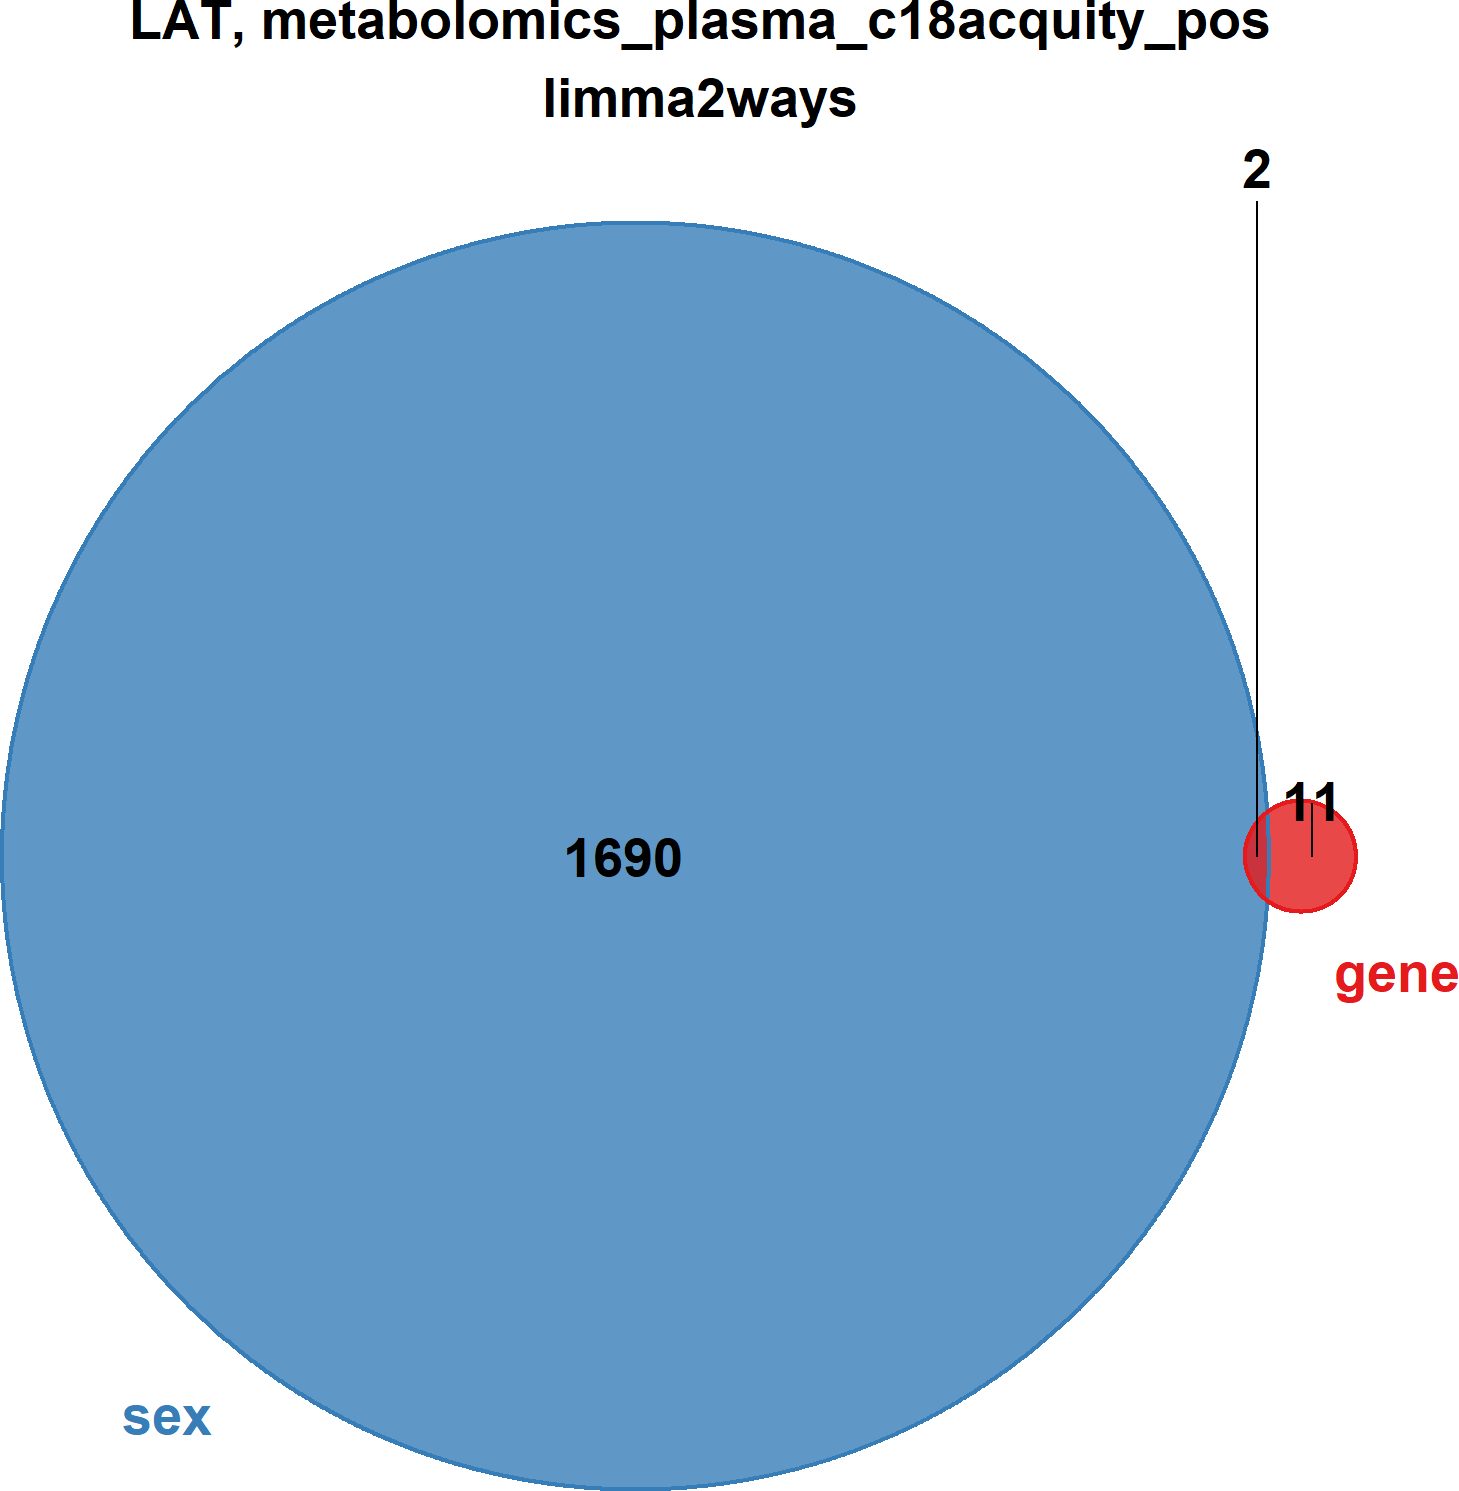 LAT, metabolomics_plasma_c18acquity_pos
limma2ways
2
11
1690
gene
sex